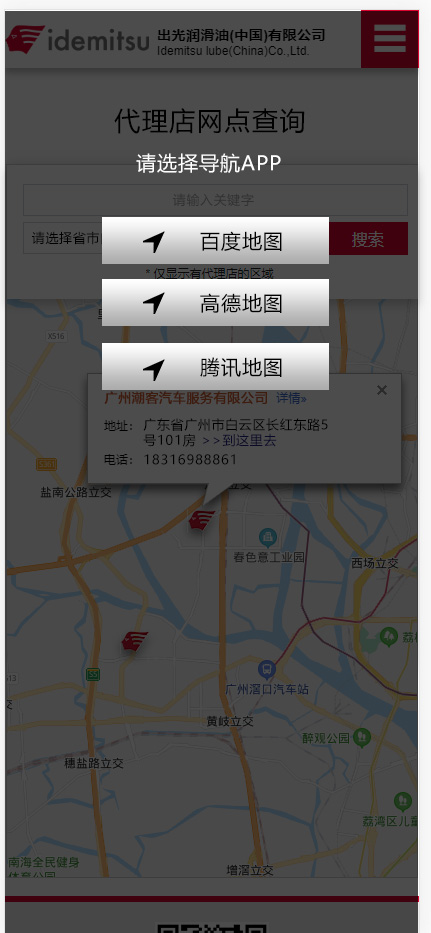 idemitsu
出光润滑油(中国)有限公司
Idemitsu lube(China)Co.,Ltd.
代理店网点查询
请选择导航APP
请输入关键字
请选择省市
搜索
百度地图
* 仅显示有代理店的区域
高德地图
X516
腾讯地图
广州潮客汽车服务有限公司 详情»
×
地址: 广东省广州市白云区长红东路5
号101房 >>到这里去
电话: 18316988861
盐南公路立交
立交
春色意工业园
西场立交
荔
S5
S13
广州滘口汽车站
黄岐立交
醉观公园
穗盐路立交
荔湾区儿童
南海全民健身
体育公园
增滘立交